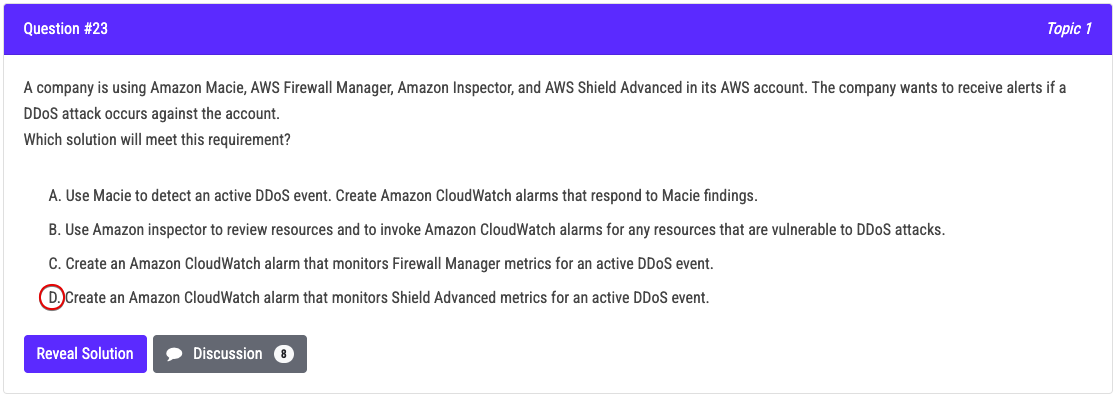 Question #23
Topic 1
A company is using Amazon Macie, AWS Firewall Manager, Amazon Inspector, and AWS Shield Advanced in its AWS account. The company wants to receive alerts if a
DDoS attack occurs against the account.
Which solution will meet this requirement?
A. Use Macie to detect an active DDoS event. Create Amazon CloudWatch alarms that respond to Macie findings.
B. Use Amazon inspector to review resources and to invoke Amazon CloudWatch alarms for any resources that are vulnerable to DDoS attacks.
C. Create an Amazon CloudWatch alarm that monitors Firewall Manager metrics for an active DDoS event.
D. Create an Amazon CloudWatch alarm that monitors Shield Advanced metrics for an active DDoS event.
Reveal Solution
Discussion 8